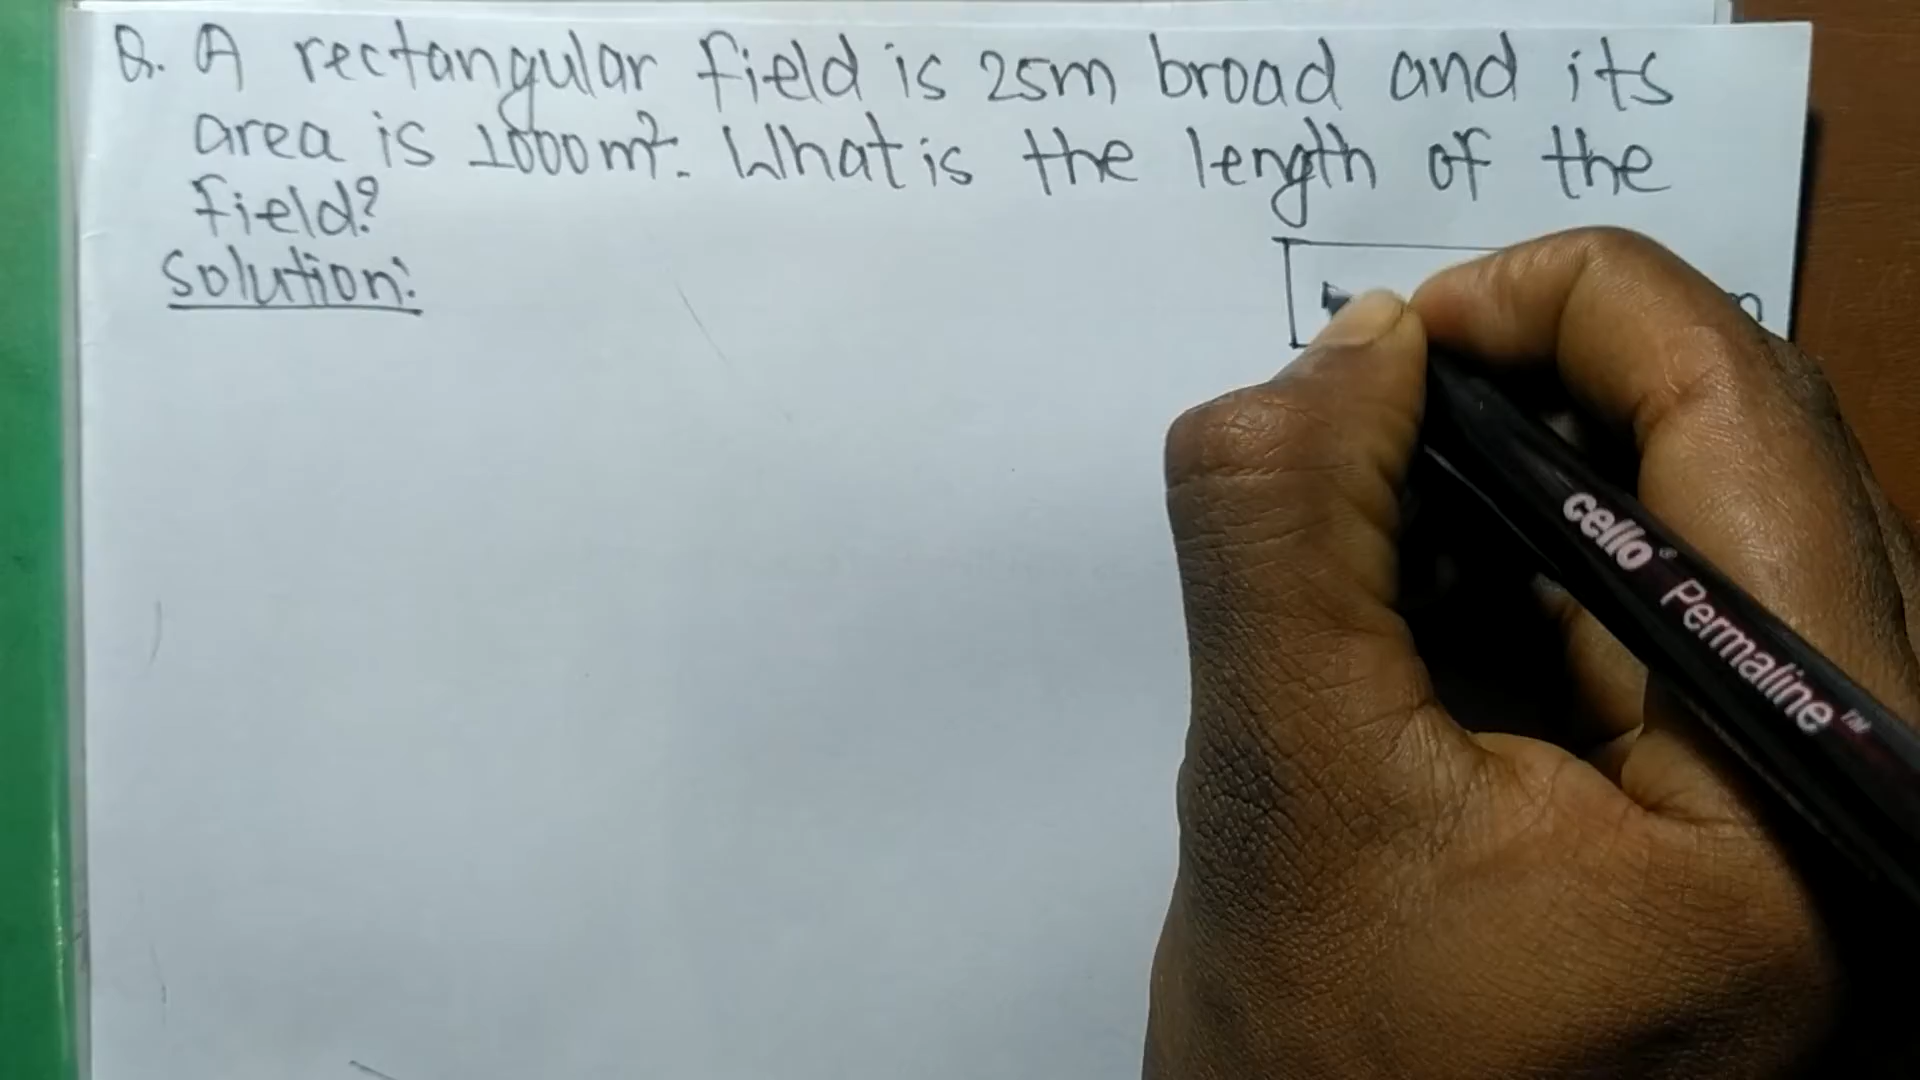 Q. A rectangular field is 25m broad and its
area is 1000m². What is the length of the
field?
Solution:
m
cello® Permaline™